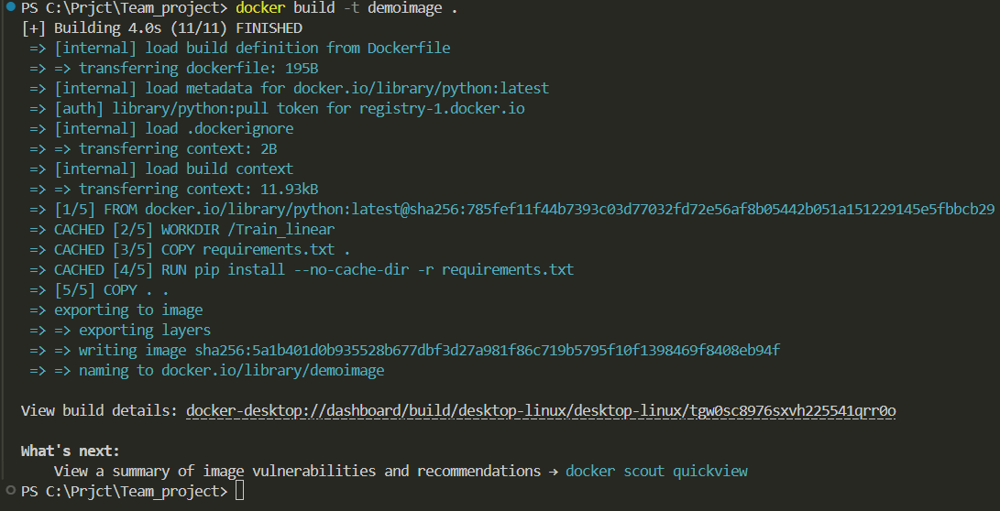 PS C:\Prjct\Team_project> docker build -t demoimage .
[+] Building 4.0s (11/11) FINISHED
=> [internal] load build definition from Dockerfile
=> => transferring dockerfile: 195B
=> [internal] load metadata for docker.io/library/python:latest
=> [auth] library/python:pull token for registry-1.docker.io
=> [internal] load .dockerignore
=> => transferring context: 2B
=> [internal] load build context
=> => transferring context: 11.93kB
=> [1/5] FROM docker.io/library/python:latest@sha256:785fef11f44b7393c03d77032fd72e56af8b05442b051a151229145e5fbbcb29
=> CACHED [2/5] WORKDIR /Train_linear
=> CACHED [3/5] COPY requirements.txt .
=> CACHED [4/5] RUN pip install --no-cache-dir -r requirements.txt
=> [5/5] COPY . .
=> exporting to image
=> => exporting layers
=> => writing image sha256:5a1b401d0b935528b677dbf3d27a981f86c719b5795f10f1398469f8408eb94f
=> => naming to docker.io/library/demoimage
View build details: docker-desktop://dashboard/build/desktop-linux/desktop-linux/tgw0sc8976sxvh225541qrr0o
What's next:
View a summary of image vulnerabilities and recommendations → docker scout quickview
PS C:\Prjct\Team_project>